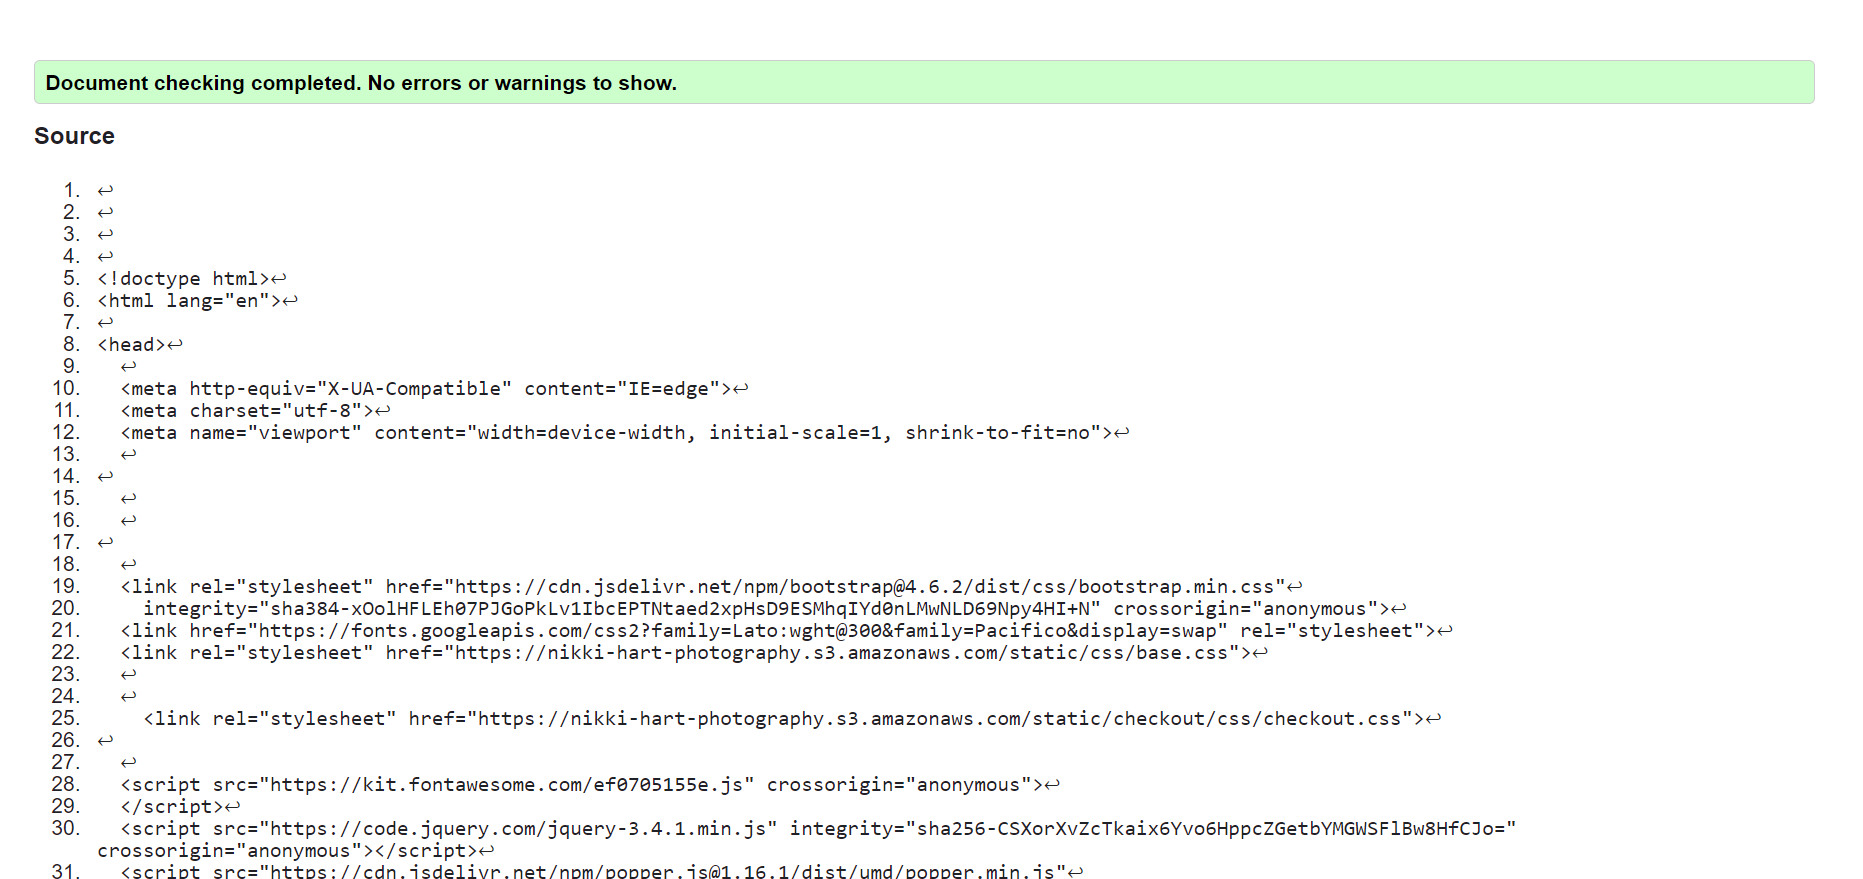 Document checking completed. No errors or warnings to show.
Source
1. ↩
2. ↩
3. ↩
4. ↩
5. <!doctype html>↩
6. <html lang="en">↩
7. ↩
8. <head>↩
9. ↩
10. <meta http-equiv="X-UA-Compatible" content="IE=edge">↩
11. <meta charset="utf-8">↩
12. <meta name="viewport" content="width=device-width, initial-scale=1, shrink-to-fit=no">↩
13. ↩
14. ↩
15. ↩
16. ↩
17. ↩
18. ↩
19. <link rel="stylesheet" href="https://cdn.jsdelivr.net/npm/bootstrap@4.6.2/dist/css/bootstrap.min.css"↩
20. integrity="sha384-xOolHFLEh07PJGoPkLv1IbcEPTNtaed2xpHsD9ESMhqIYd0nLMwNLD69Npy4HI+N" crossorigin="anonymous">↩
21. <link href="https://fonts.googleapis.com/css2?family=Lato:wght@300&family=Pacifico&display=swap" rel="stylesheet">↩
22. <link rel="stylesheet" href="https://nikki-hart-photography.s3.amazonaws.com/static/css/base.css">↩
23. ↩
24. ↩
25. <link rel="stylesheet" href="https://nikki-hart-photography.s3.amazonaws.com/static/checkout/css/checkout.css">↩
26. ↩
27. ↩
28. <script src="https://kit.fontawesome.com/ef0705155e.js" crossorigin="anonymous">↩
29. </script>↩
30. <script src="https://code.jquery.com/jquery-3.4.1.min.js" integrity="sha256-CSXorXvZcTkaix6Yvo6HppcZGetbYMGWSFlBw8HfCJo="
crossorigin="anonymous"></script>↩
31. <script src="https://cdn.jsdelivr.net/npm/popper.js@1.16.1/dist/umd/popper.min.js"↩